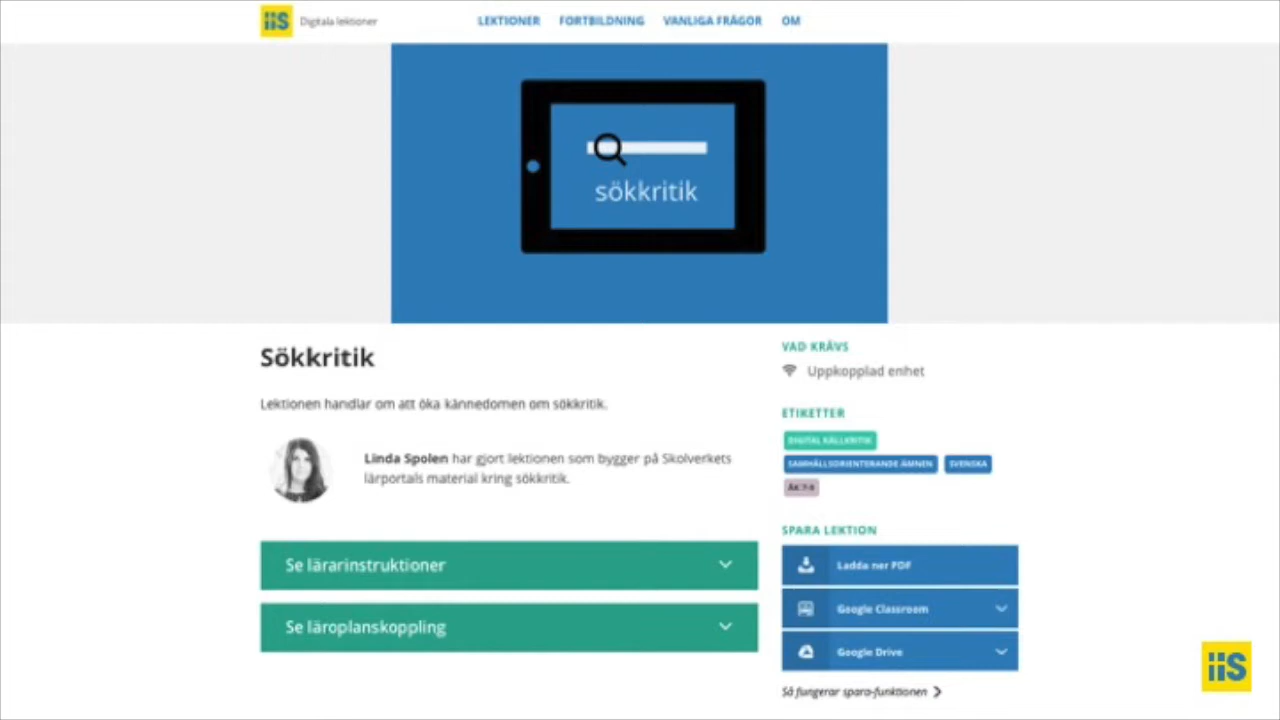 iis Digitala lektioner
LEKTIONER FORTBILDNING VANLIGA FRÅGOR OM
sökkritik
Sökkritik
Lektionen handlar om att öka kännedomen om sökkritik.
Linda Spolen har gjort lektionen som bygger på Skolverkets
lärportals material kring sökkritik.
Se lärarinstruktioner
Se läroplanskoppling
VAD KRÄVS
Uppkopplad enhet
ETIKETTER
DIGITAL KÄLLKRITIK
SAMHÄLLSORIENTERANDE ÄMNEN SVENSKA
SPARA LEKTION
Ladda ner PDF
Google Classroom
Google Drive
Så fungerar spara-funktionen
iis